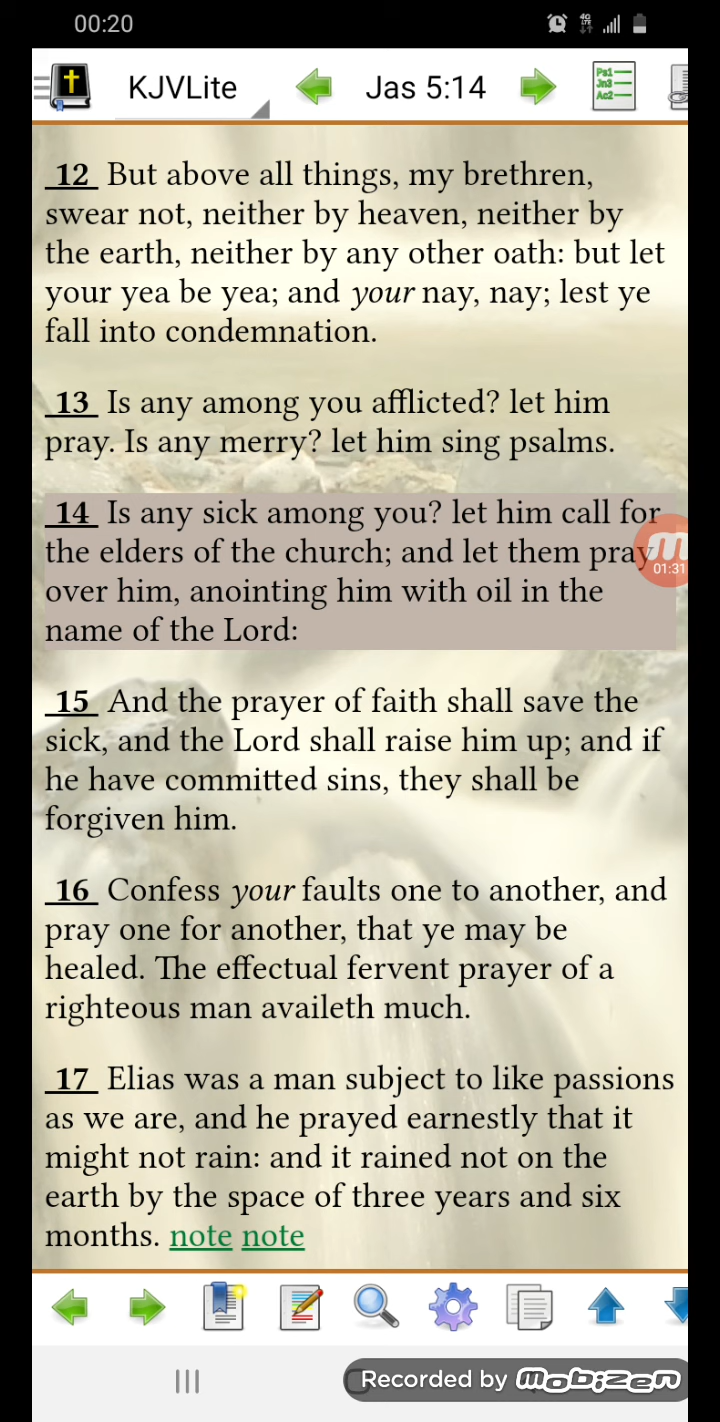 00:20
4G
LTE
KJVLite
Jas 5:14
Ps1
Jn3
Ac2
12 But above all things, my brethren,
swear not, neither by heaven, neither by
the earth, neither by any other oath: but let
your yea be yea; and your nay, nay; lest ye
fall into condemnation.
13 Is any among you afflicted? let him
pray. Is any merry? let him sing psalms.
14 Is any sick among you? let him call for
the elders of the church; and let them pray
over him, anointing him with oil in the
name of the Lord:
01:31
15 And the prayer of faith shall save the
sick, and the Lord shall raise him up; and if
he have committed sins, they shall be
forgiven him.
16 Confess your faults one to another, and
pray one for another, that ye may be
healed. The effectual fervent prayer of a
righteous man availeth much.
17 Elias was a man subject to like passions
as we are, and he prayed earnestly that it
might not rain: and it rained not on the
earth by the space of three years and six
months. note note
Recorded by mobizen